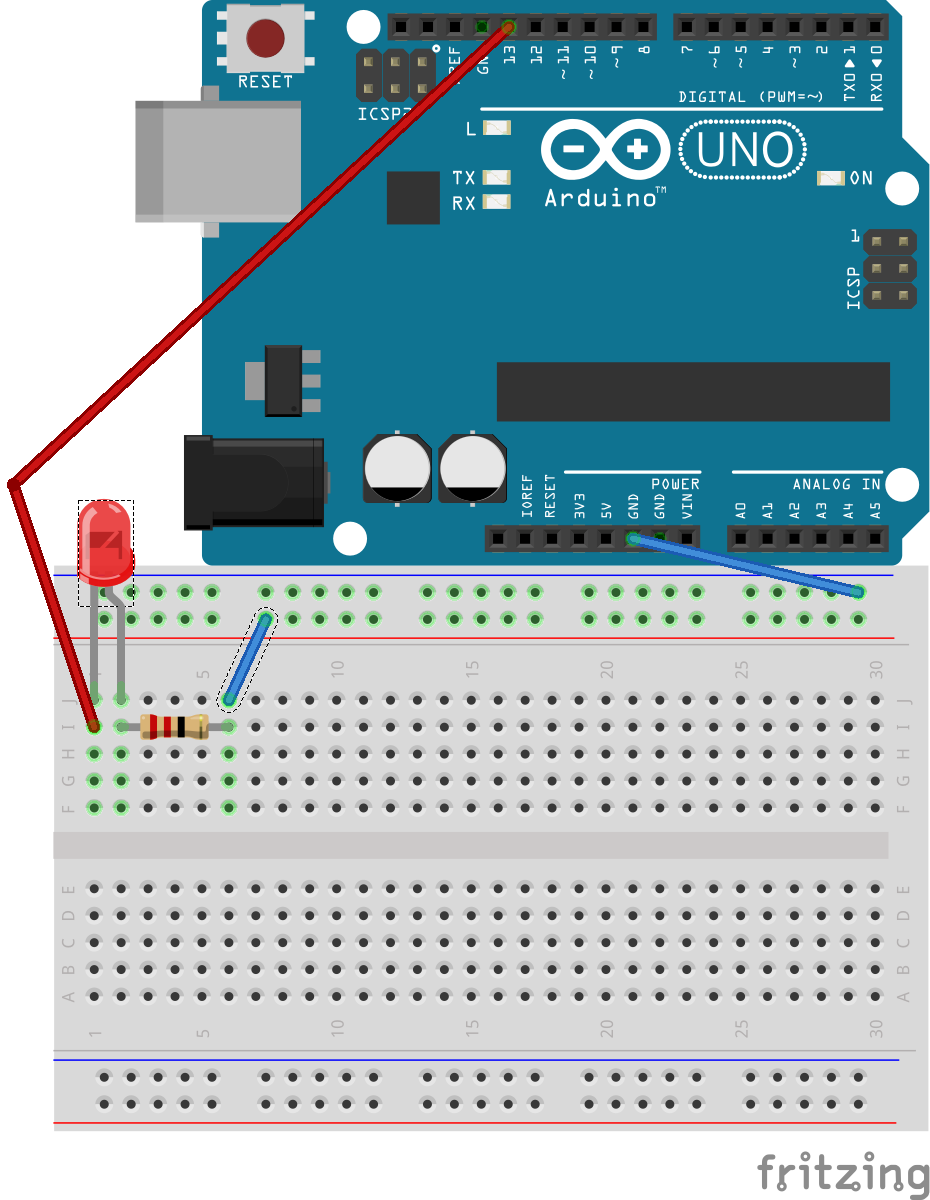 RESET
REF
GN
13
12
~11
~10
~9
8
7
~6
~5
4
~3
2
TX0▶1
RX0◀0
ICSP2
DIGITAL (PWM=~)
L
TX
RX
UNO
Arduino™
ON
1
ICSP
POWER
ANALOG IN
IOREF
RESET
3V3
5V
GND
GND
VIN
A0
A1
A2
A3
A4
A5
1
5
10
15
20
25
30
J
J
I
I
H
H
G
G
F
F
E
E
D
D
C
C
B
B
A
A
1
5
10
15
20
25
30
fritzing